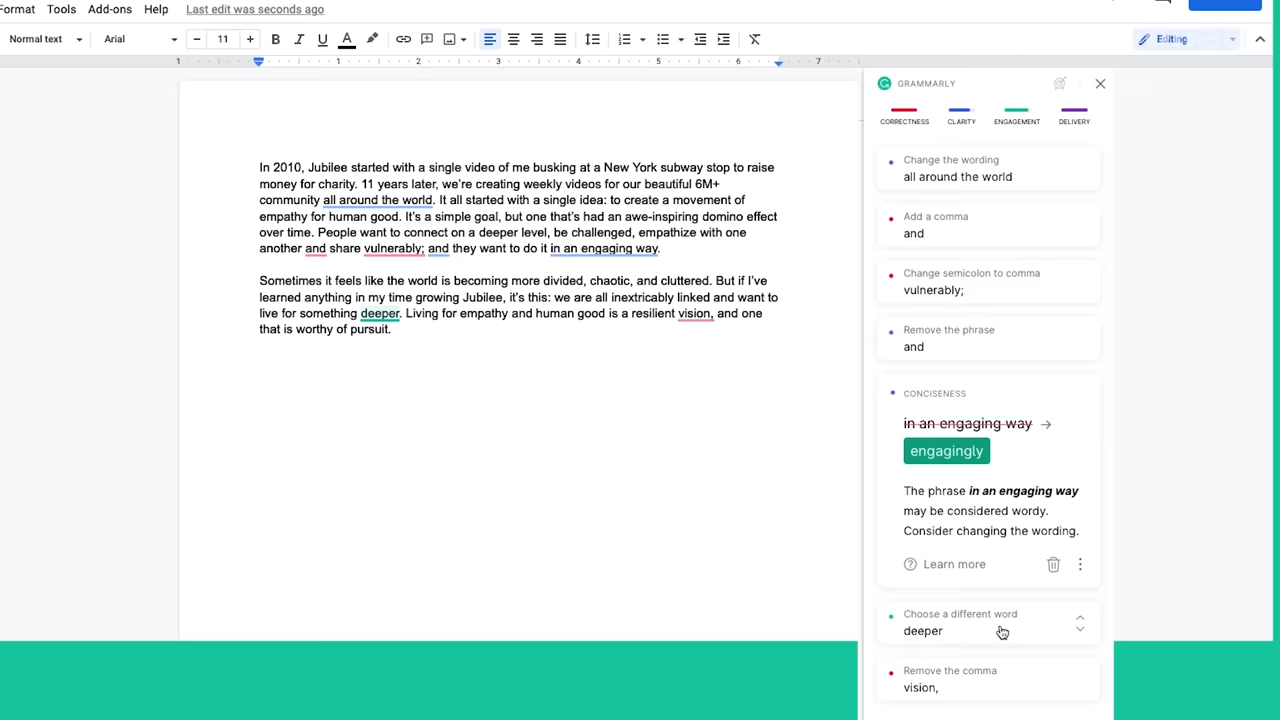 Format Tools Add-ons Help Last edit was seconds ago
Normal text Arial − 11 + B I U A Editing
1 1 2 3 4 5 6 7
In 2010, Jubilee started with a single video of me busking at a New York subway stop to raise
money for charity. 11 years later, we're creating weekly videos for our beautiful 6M+
community all around the world. It all started with a single idea: to create a movement of
empathy for human good. It's a simple goal, but one that's had an awe-inspiring domino effect
over time. People want to connect on a deeper level, be challenged, empathize with one
another and share vulnerably; and they want to do it in an engaging way.
Sometimes it feels like the world is becoming more divided, chaotic, and cluttered. But if I've
learned anything in my time growing Jubilee, it's this: we are all inextricably linked and want to
live for something deeper. Living for empathy and human good is a resilient vision, and one
that is worthy of pursuit.
GRAMMARLY
CORRECTNESS CLARITY ENGAGEMENT DELIVERY
Change the wording
all around the world
Add a comma
and
Change semicolon to comma
vulnerably;
Remove the phrase
and
CONCISENESS
in an engaging way →
engagingly
The phrase in an engaging way
may be considered wordy.
Consider changing the wording.
Learn more
Choose a different word
deeper
Remove the comma
vision,